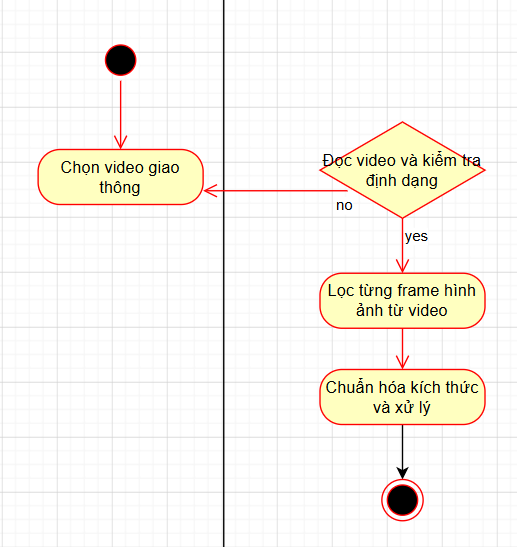 Chọn video giao
thông
Đọc video và kiểm tra
định dạng
no
yes
Lọc từng frame hình
ảnh từ video
Chuẩn hóa kích thức
và xử lý